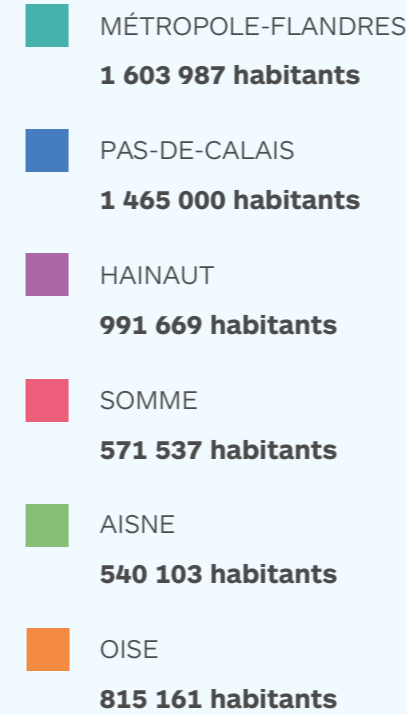 MÉTROPOLE-FLANDRES
1 603 987 habitants
PAS-DE-CALAIS
1 465 000 habitants
HAINAUT
991 669 habitants
SOMME
571 537 habitants
AISNE
540 103 habitants
OISE
815 161 habitants